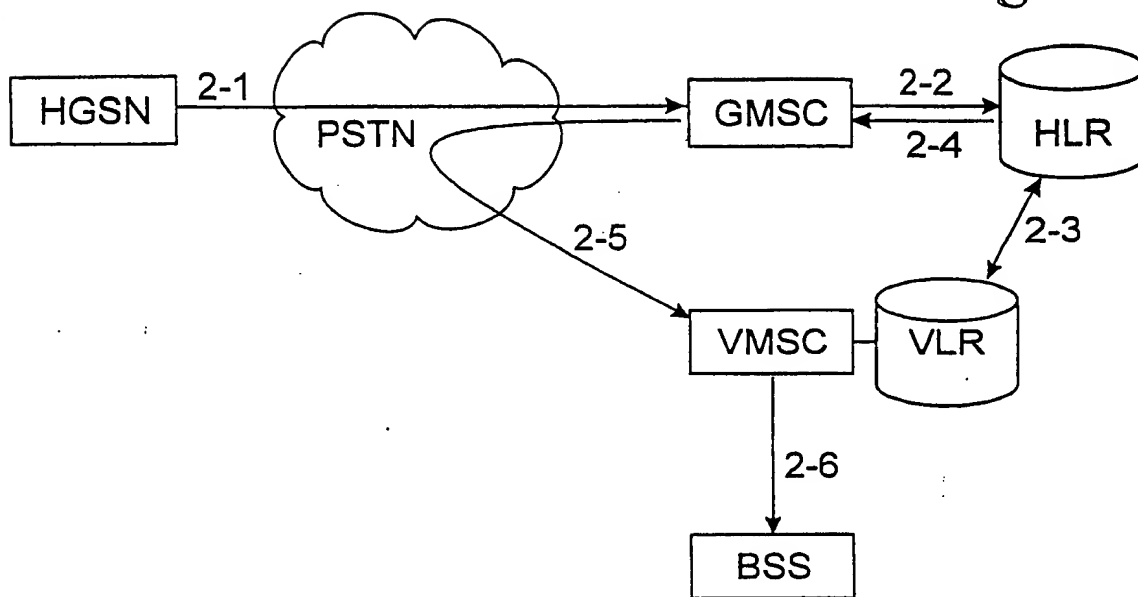 HGSN
2-1
PSTN
GMSC
2-2
2-4
HLR
2-3
2-5
VMSC
VLR
2-6
BSS